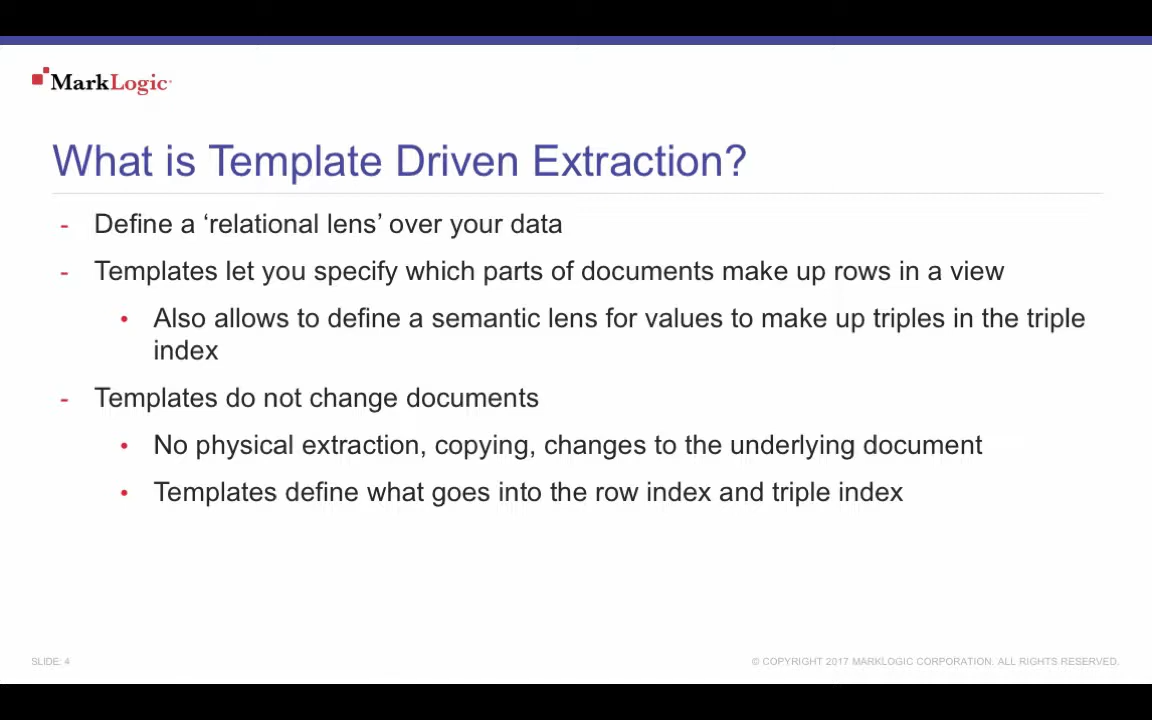 MarkLogic
What is Template Driven Extraction?
- Define a ‘relational lens’ over your data
- Templates let you specify which parts of documents make up rows in a view
• Also allows to define a semantic lens for values to make up triples in the triple
index
- Templates do not change documents
• No physical extraction, copying, changes to the underlying document
• Templates define what goes into the row index and triple index
SLIDE: 4
© COPYRIGHT 2017 MARKLOGIC CORPORATION. ALL RIGHTS RESERVED.